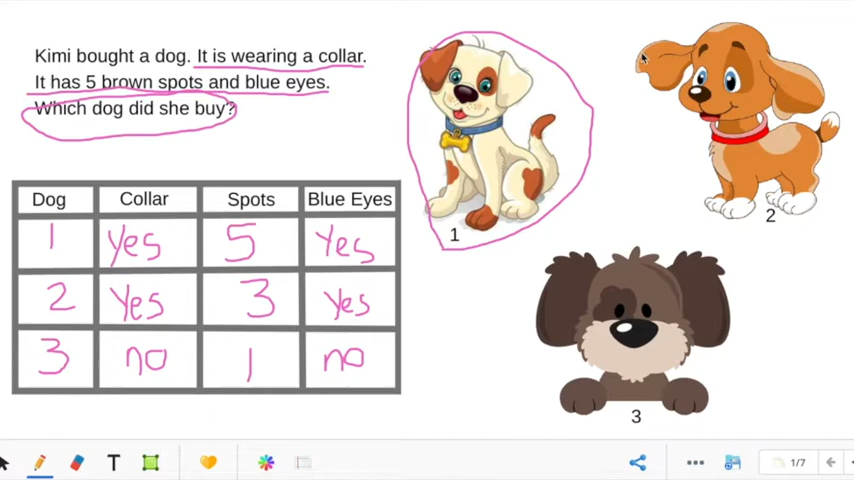 Kimi bought a dog. It is wearing a collar.
It has 5 brown spots and blue eyes.
Which dog did she buy?
Dog Collar Spots Blue Eyes
1 yes 5 Yes
2 Yes 3 yes
3 no 1 no
1
2
3
T
1/7